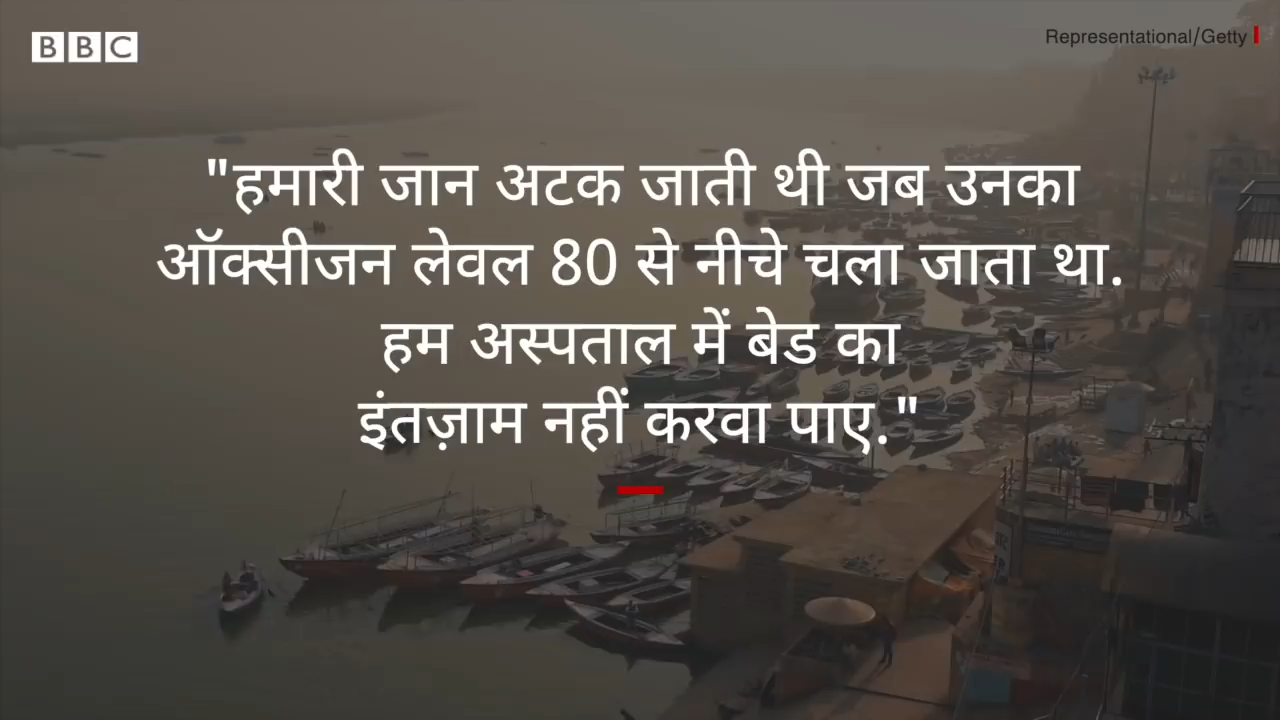 BBC
Representational/Getty
"हमारी जान अटक जाती थी जब उनका
ऑक्सीजन लेवल 80 से नीचे चला जाता था.
हम अस्पताल में बेड का
इंतज़ाम नहीं करवा पाए."